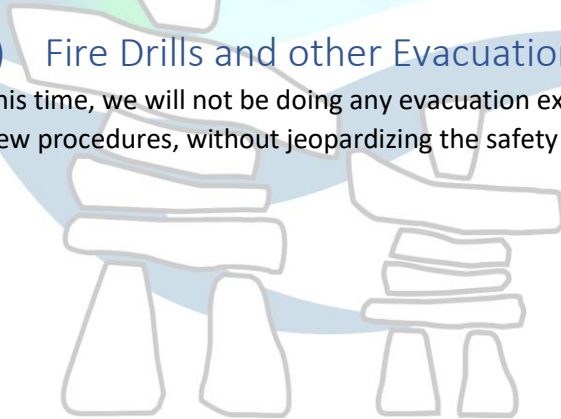 ) Fire Drills and other Evacuation
his time, we will not be doing any evacuation ex
ew procedures, without jeopardizing the safety